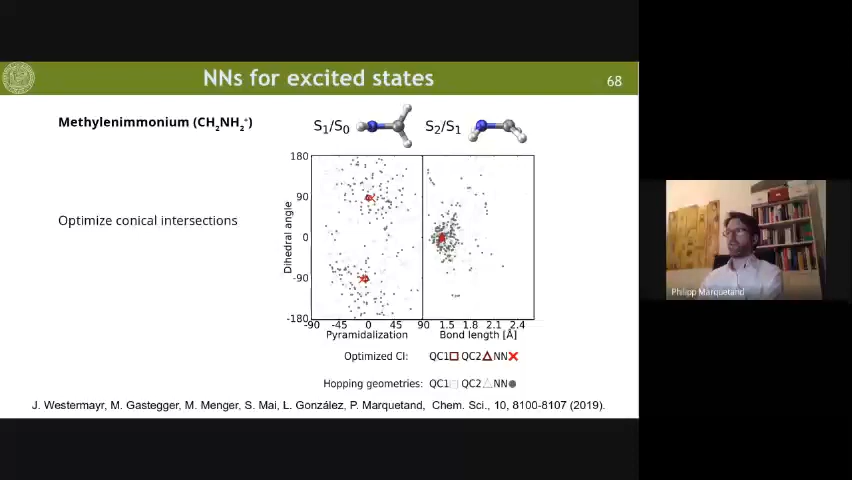 NNs for excited states
68
Methylenimmonium (CH₂NH₂⁺)
S₁/S₀
S₂/S₁
Optimize conical intersections
Dihedral angle
180
90
0
-90
-180
-90 -45 0 45 90 1.5 1.8 2.1 2.4
Pyramidalization Bond length [Å]
Optimized CI: QC1 QC2 NN
Hopping geometries: QC1 QC2 NN
J. Westermayr, M. Gastegger, M. Menger, S. Mai, L. González, P. Marquetand, Chem. Sci., 10, 8100-8107 (2019).
Philipp Marquetand